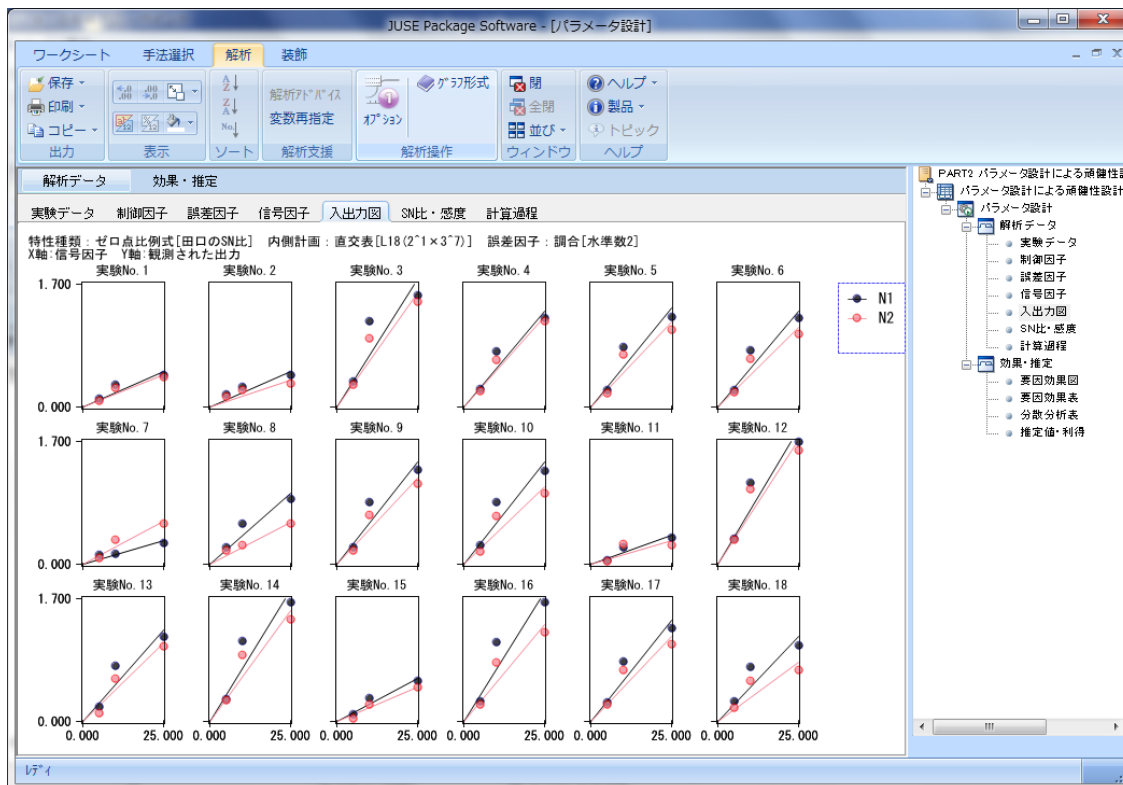 JUSE Package Software - [パラメータ設計]
ワークシート 手法選択 解析 装飾
保存 印刷 コピー 出力
表示
ソート
解析アドバイス 変数再指定 解析支援
オプション グラフ形式 解析操作
閉 全閉 並び ウィンドウ
ヘルプ 製品 トピック ヘルプ
解析データ 効果・推定
実験データ 制御因子 誤差因子 信号因子 入出力図 SN比・感度 計算過程
特性種類：ゼロ点比例式[田口のSN比] 内側計画：直交表[L18(2^1×3^7)] 誤差因子：調合[水準数2]
X軸:信号因子 Y軸:観測された出力
実験No. 1 実験No. 2 実験No. 3 実験No. 4 実験No. 5 実験No. 6
1.700
0.000
N1
N2
実験No. 7 実験No. 8 実験No. 9 実験No. 10 実験No. 11 実験No. 12
1.700
0.000
実験No. 13 実験No. 14 実験No. 15 実験No. 16 実験No. 17 実験No. 18
1.700
0.000
0.000 25.000 0.000 25.000 0.000 25.000 0.000 25.000 0.000 25.000 0.000 25.000
PART2 パラメータ設計による頑健性
パラメータ設計による頑健性設計
パラメータ設計
解析データ
実験データ
制御因子
誤差因子
信号因子
入出力図
SN比・感度
計算過程
効果・推定
要因効果図
要因効果表
分散分析表
推定値・利得
レディ